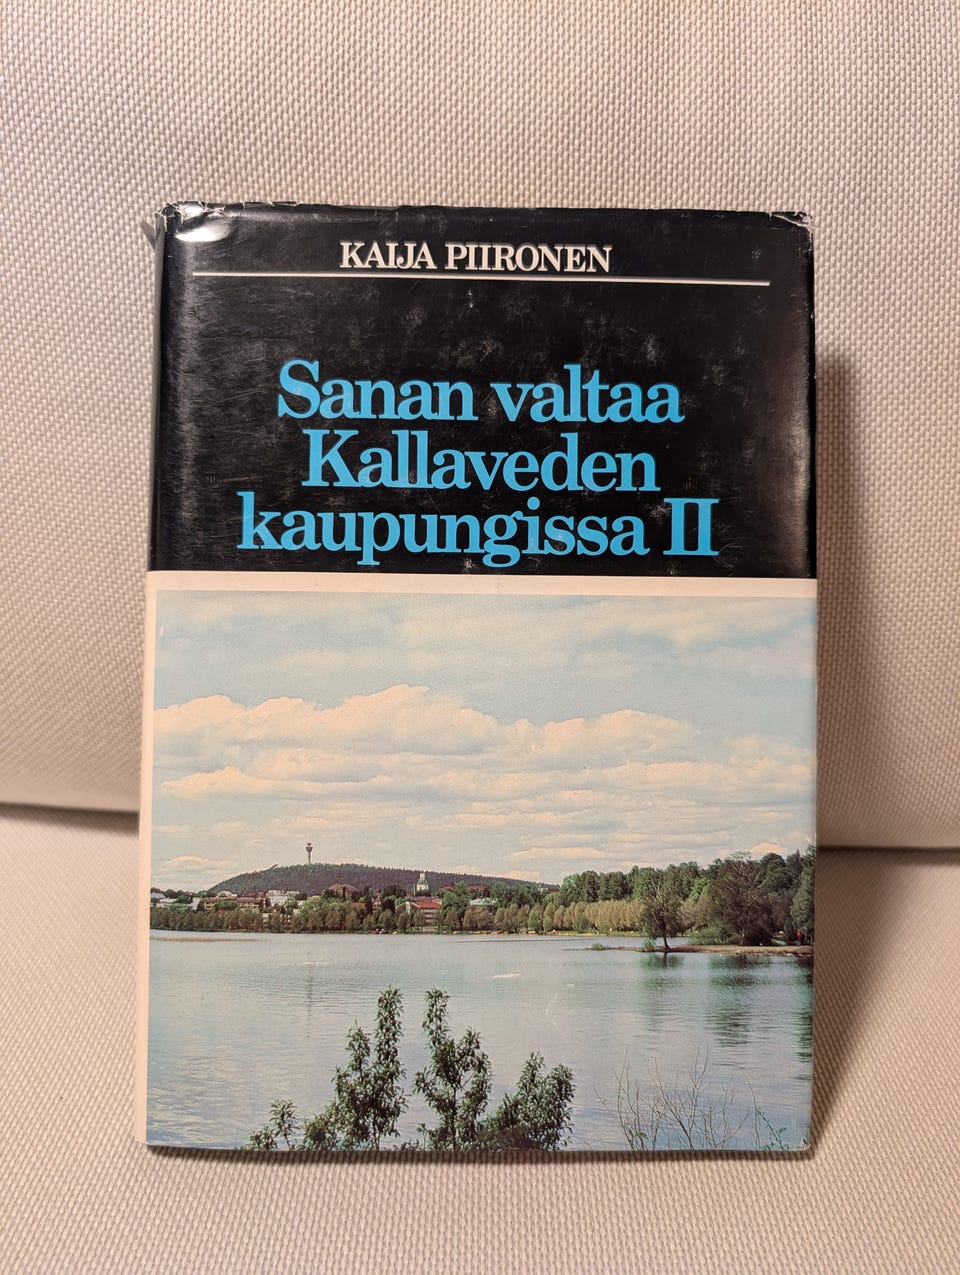 KAIJA PIIRONEN
Sanan valtaa
Kallaveden
kaupungissa II